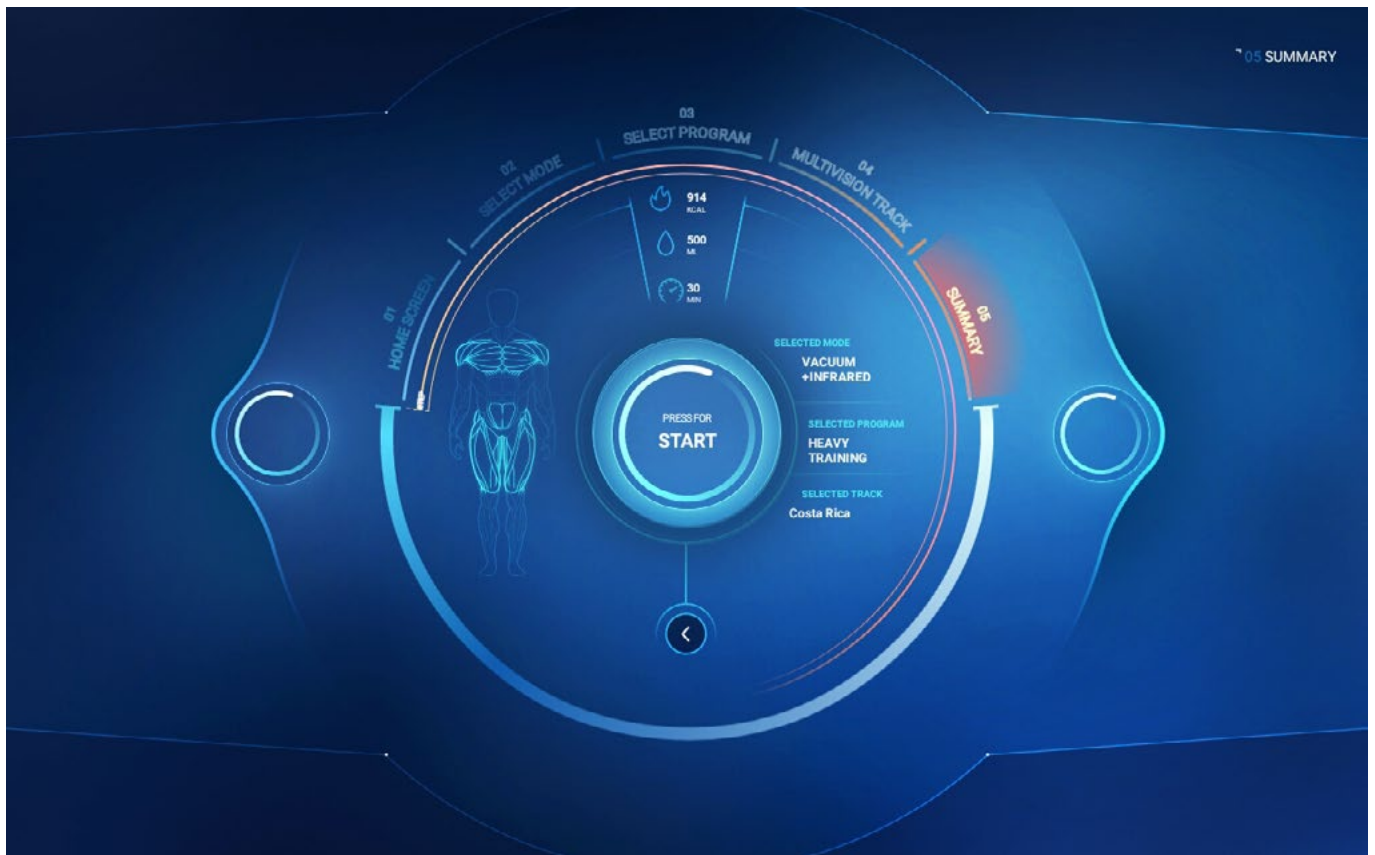 05 SUMMARY
03
SELECT PROGRAM
02
SELECT MODE
04
MULTIVISION TRACK
01
HOME SCREEN
05
SUMMARY
914
KCAL
500
ML
30
MIN
PRESS FOR
START
SELECTED MODE
VACUUM
+INFRARED
SELECTED PROGRAM
HEAVY
TRAINING
SELECTED TRACK
Costa Rica